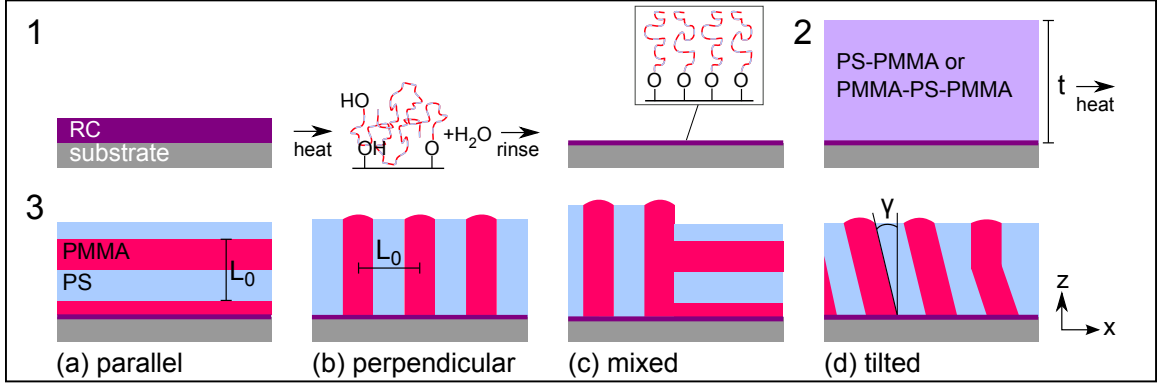 1
RC
substrate
heat
HO
OH
O
+H₂O
rinse
O O O O
2
PS-PMMA or
PMMA-PS-PMMA
t
heat
3
PMMA
PS
L₀
(a) parallel
L₀
(b) perpendicular
(c) mixed
γ
(d) tilted
z
x